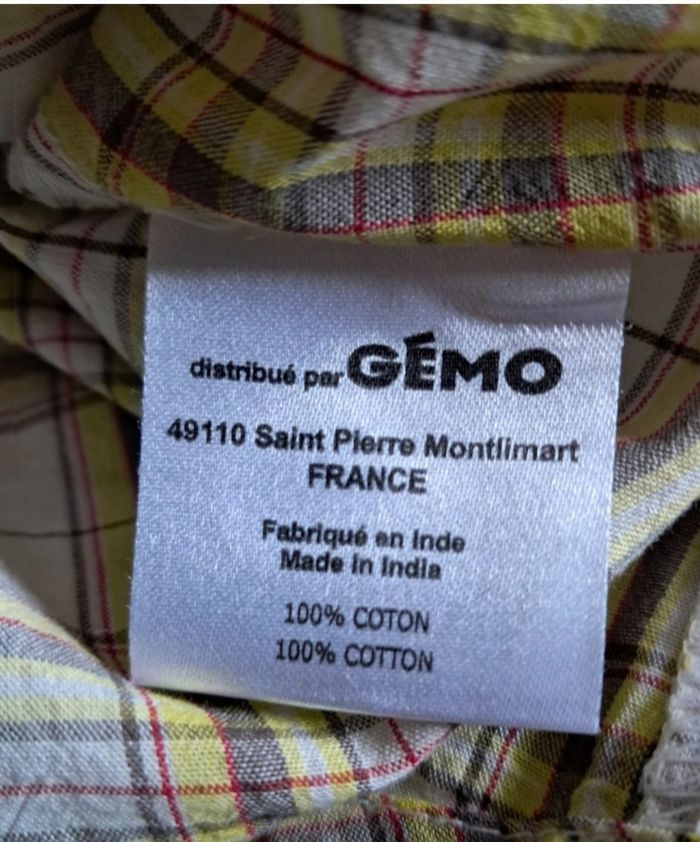 distribué par GÉMO
49110 Saint Pierre Montlimart
FRANCE
Fabriqué en Inde
Made in India
100% COTON
100% COTTON